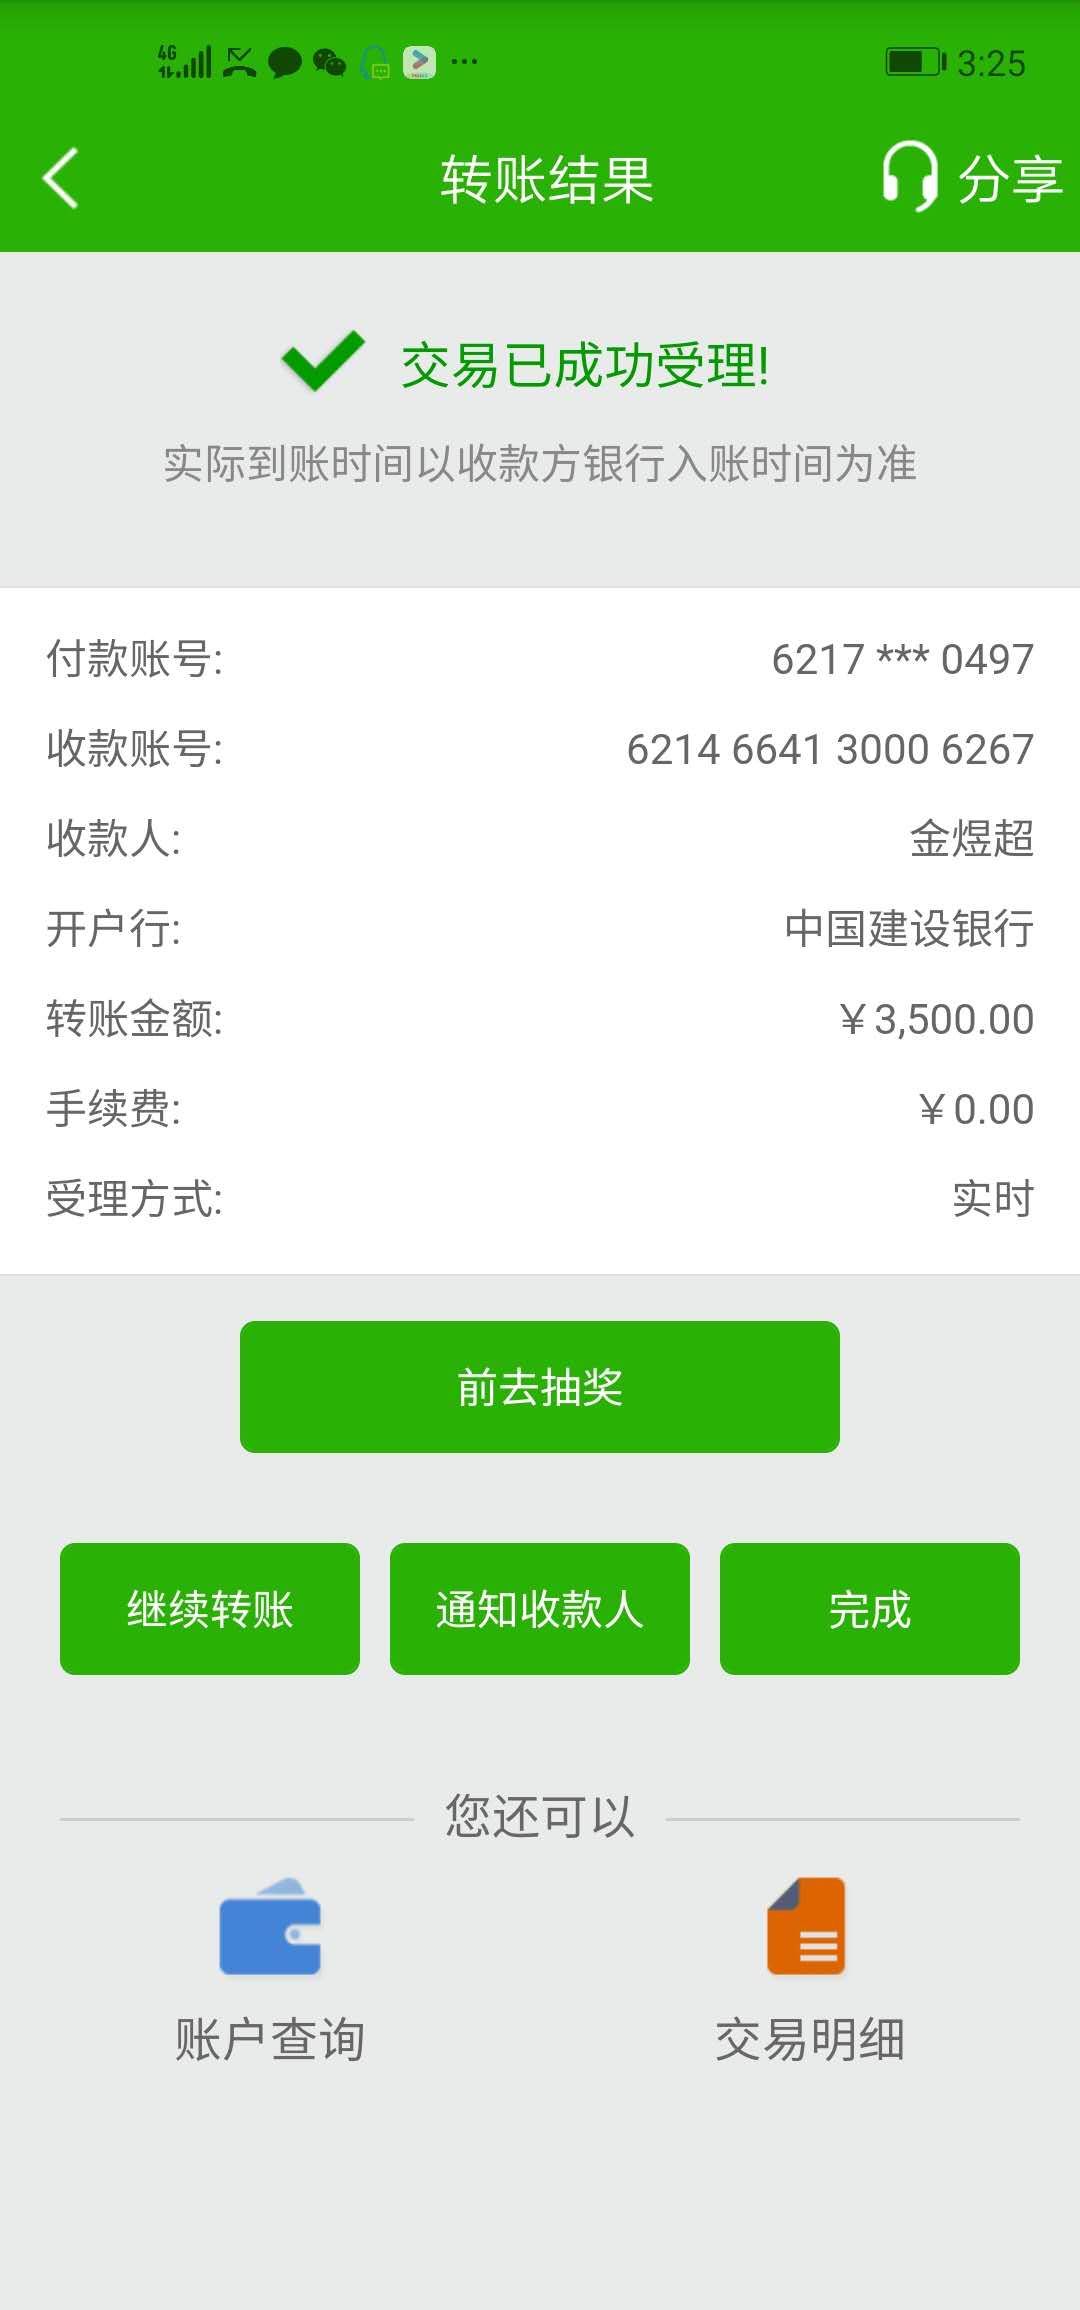 4G
3:25
转账结果
分享
交易已成功受理!
实际到账时间以收款方银行入账时间为准
付款账号: 6217 *** 0497
收款账号: 6214 6641 3000 6267
收款人: 金煜超
开户行: 中国建设银行
转账金额: ￥3,500.00
手续费: ￥0.00
受理方式: 实时
前去抽奖
继续转账
通知收款人
完成
您还可以
账户查询
交易明细